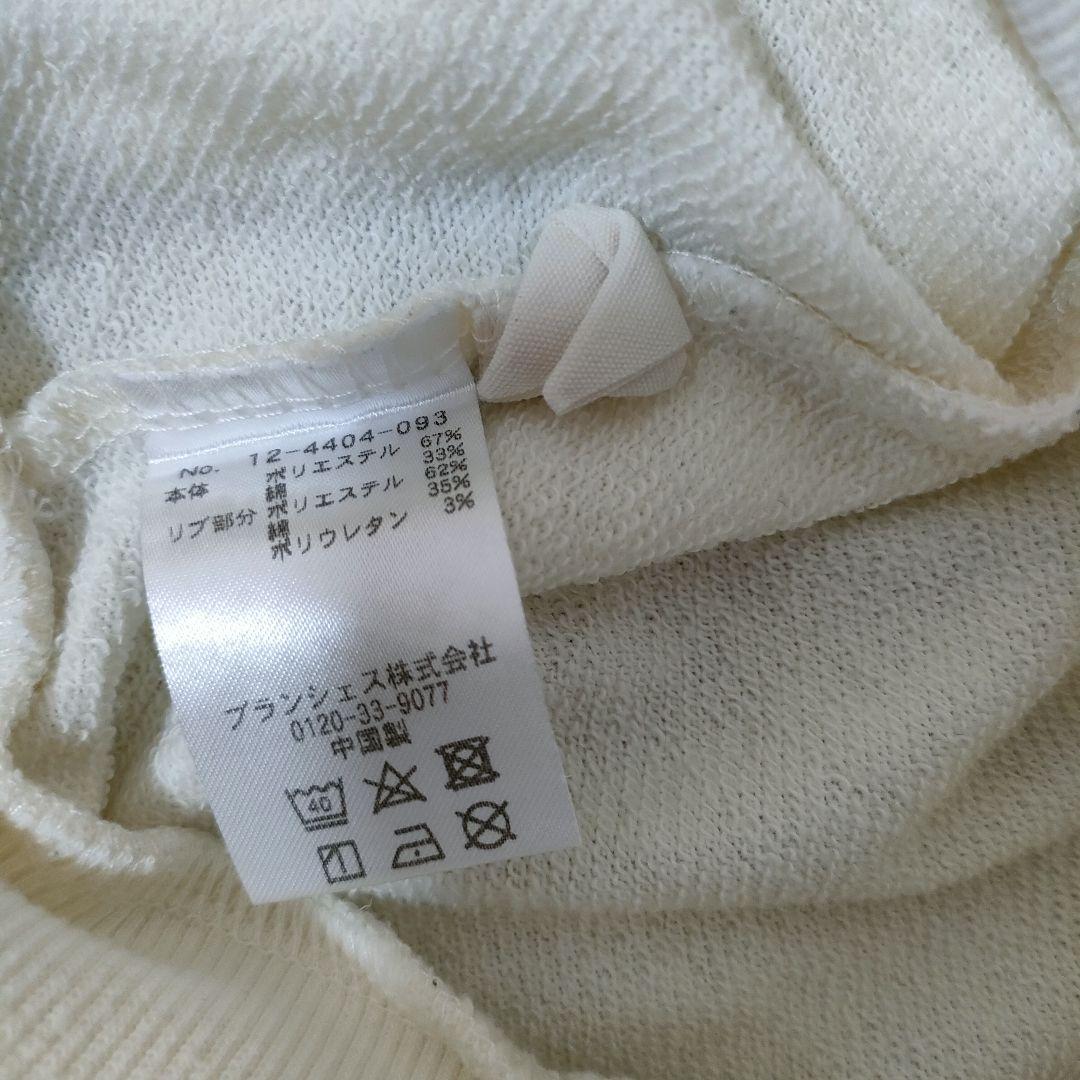 No. 12-4404-093
本体 ポリエステル 67%
綿 33%
リブ部分 ポリエステル 62%
綿 35%
ポリウレタン 3%
ブランシェス株式会社
0120-33-9077
中国製
40